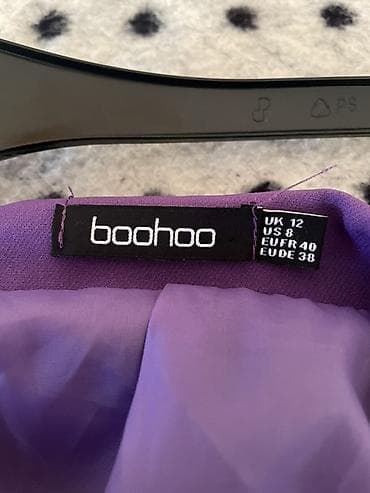 PS
boohoo
UK 12
US 8
EUFR 40
EUDE 38